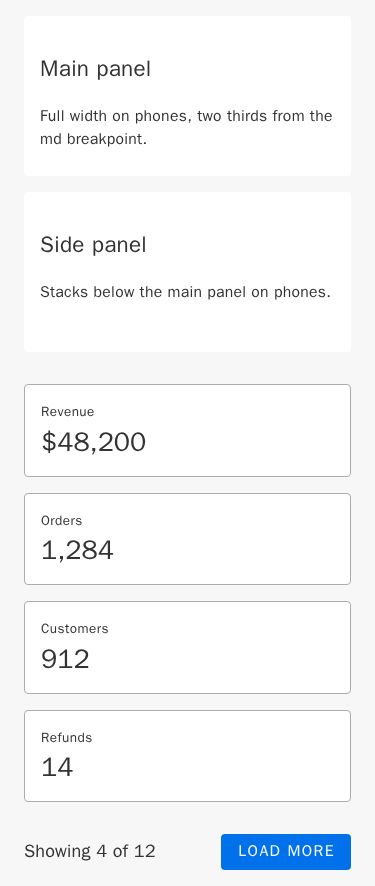 Main panel
Full width on phones, two thirds from the
md breakpoint.
Side panel
Stacks below the main panel on phones.
Revenue
$48,200
Orders
1,284
Customers
912
Refunds
14
Showing 4 of 12
LOAD MORE